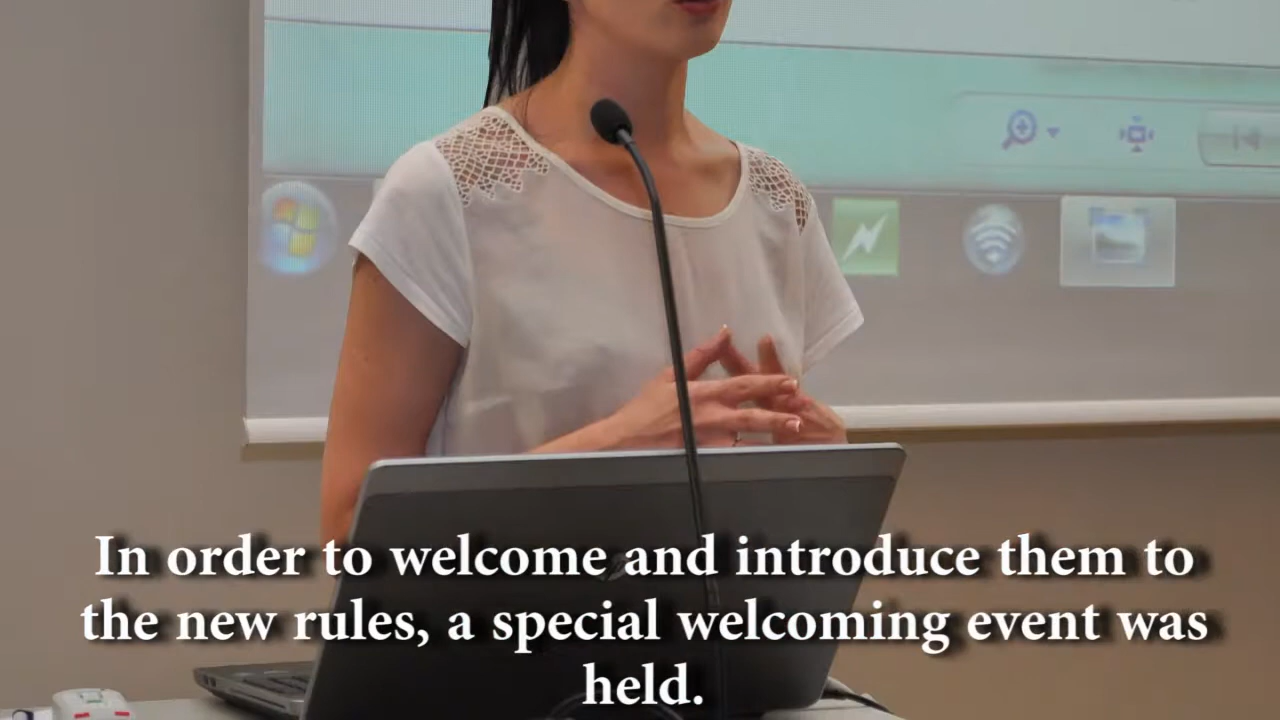 In order to welcome and introduce them to
the new rules, a special welcoming event was
held.